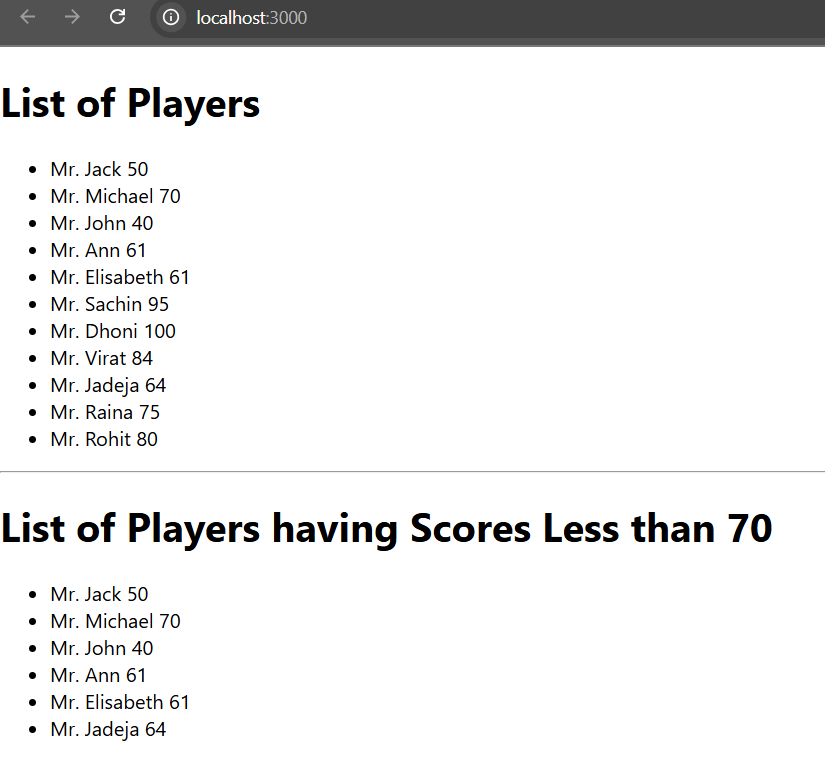 localhost:3000
List of Players
• Mr. Jack 50
• Mr. Michael 70
• Mr. John 40
• Mr. Ann 61
• Mr. Elisabeth 61
• Mr. Sachin 95
• Mr. Dhoni 100
• Mr. Virat 84
• Mr. Jadeja 64
• Mr. Raina 75
• Mr. Rohit 80
List of Players having Scores Less than 70
• Mr. Jack 50
• Mr. Michael 70
• Mr. John 40
• Mr. Ann 61
• Mr. Elisabeth 61
• Mr. Jadeja 64